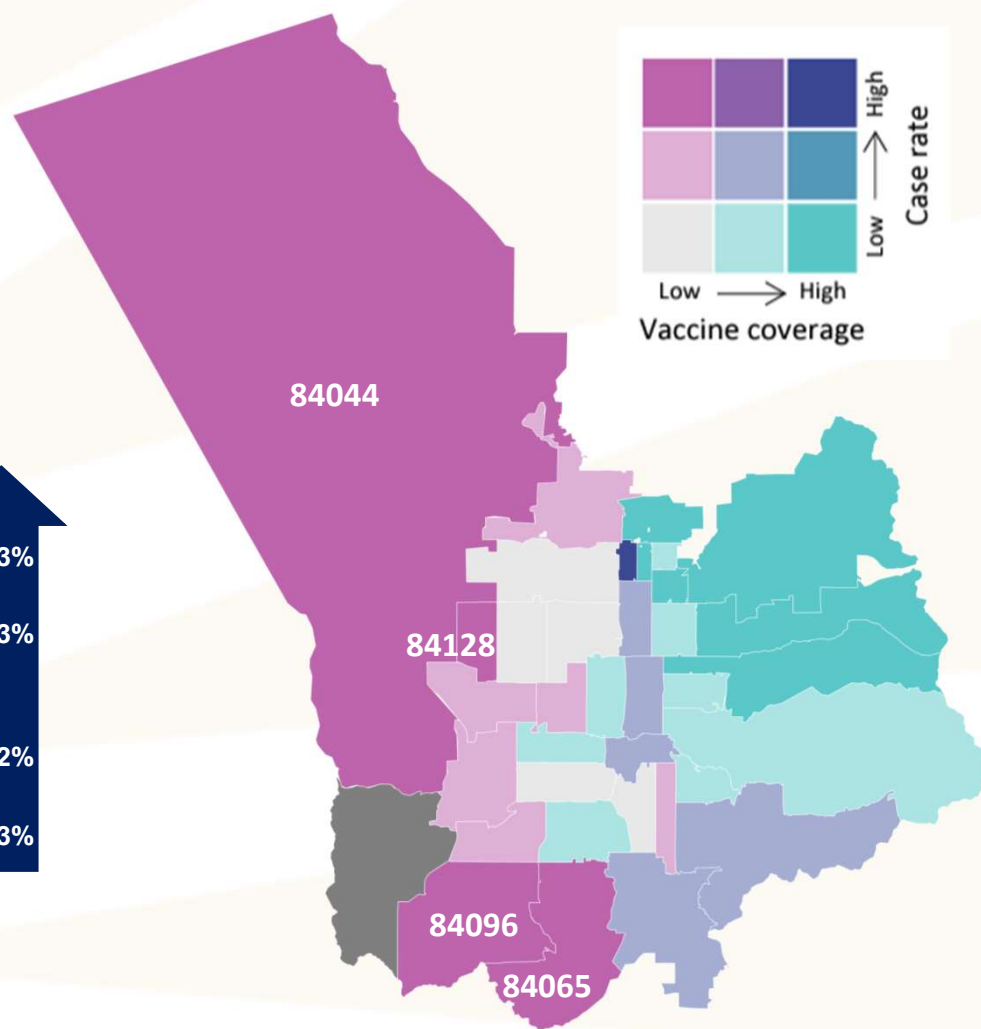 High
Case rate
Low
Low
High
Vaccine coverage
84044
3%
3%
84128
2%
3%
84096
84065